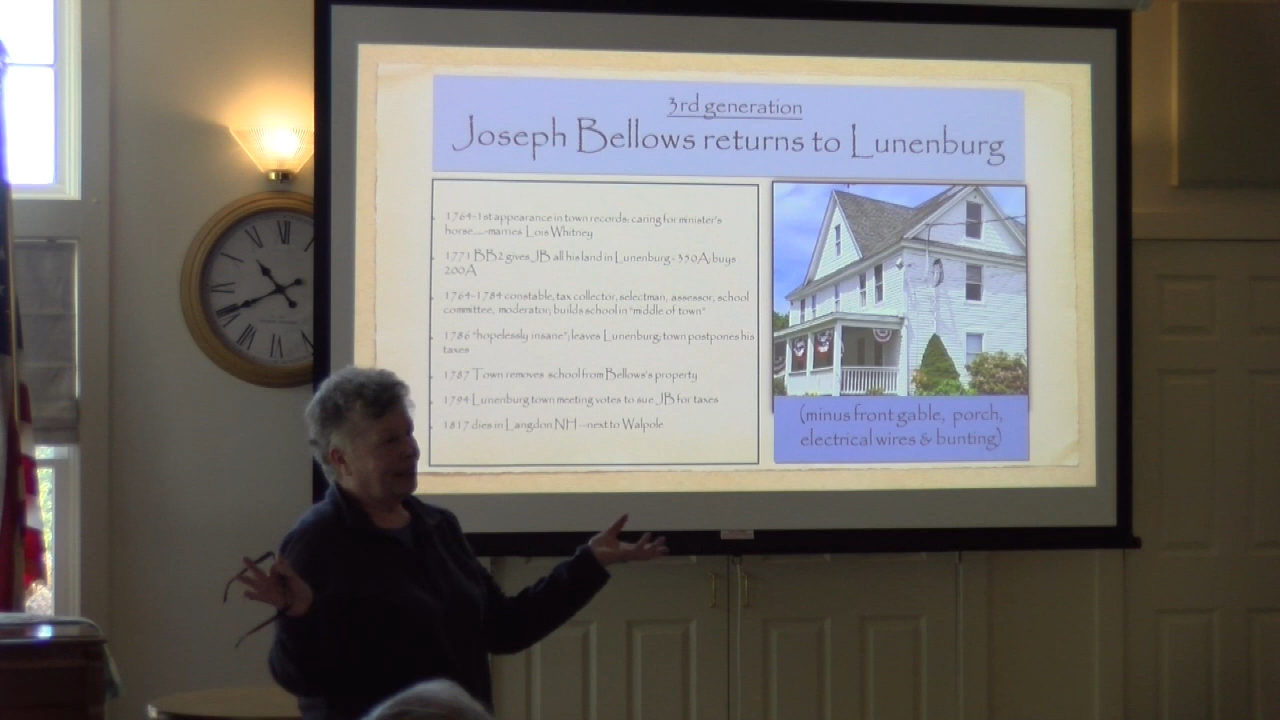 3rd generation
Joseph Bellows returns to Lunenburg
1764-1st appearance in town records: caring for minister's
horse.....-marries Lois Whitney
1771 BB2 gives JB all his land in Lunenburg - 350A; buys
200A
1764-1784 constable, tax collector, selectman, assessor, school
committee, moderator; builds school in "middle of town"
1786 "hopelessly insane"; leaves Lunenburg; town postpones his
taxes
1787 Town removes school from Bellows's property
1794 Lunenburg town meeting votes to sue JB for taxes
1817 dies in Langdon NH --next to Walpole
(minus front gable, porch,
electrical wires & bunting)